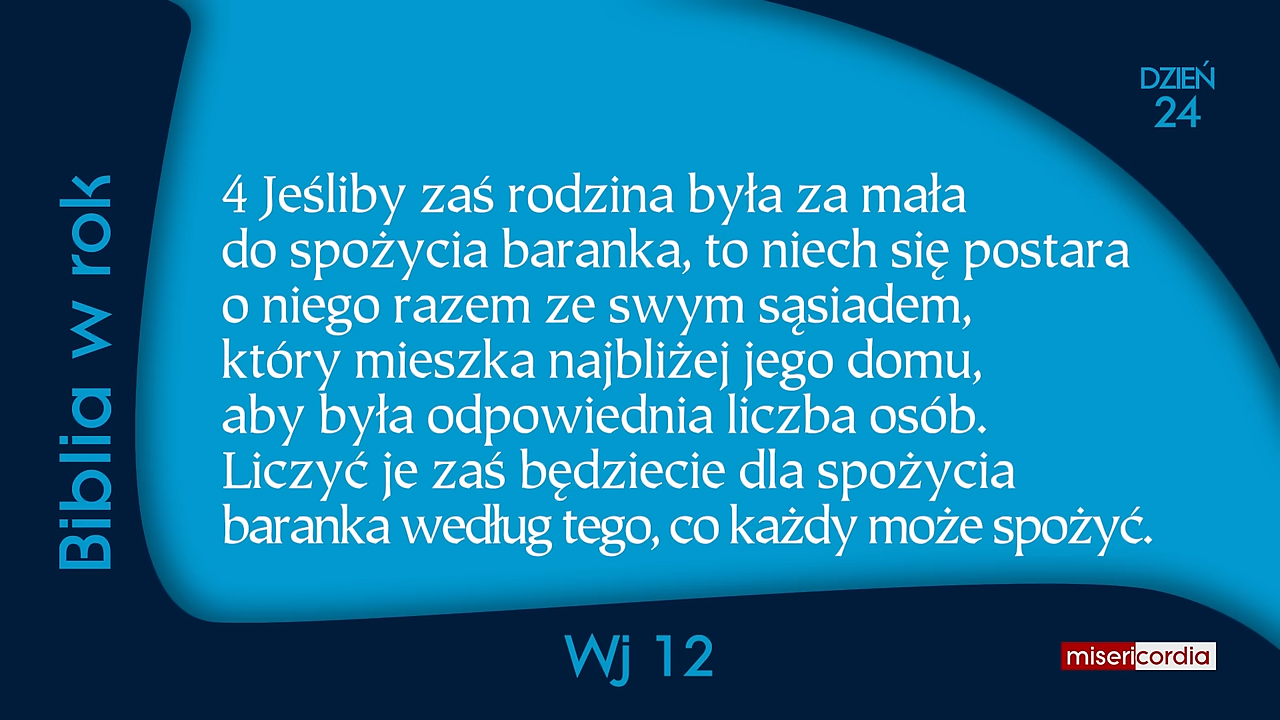 DZIEŃ
24
Biblia w rok
4 Jeśliby zaś rodzina była za mała
do spożycia baranka, to niech się postara
o niego razem ze swym sąsiadem,
który mieszka najbliżej jego domu,
aby była odpowiednia liczba osób.
Liczyć je zaś będziecie dla spożycia
baranka według tego, co każdy może spożyć.
Wj 12
misericordia